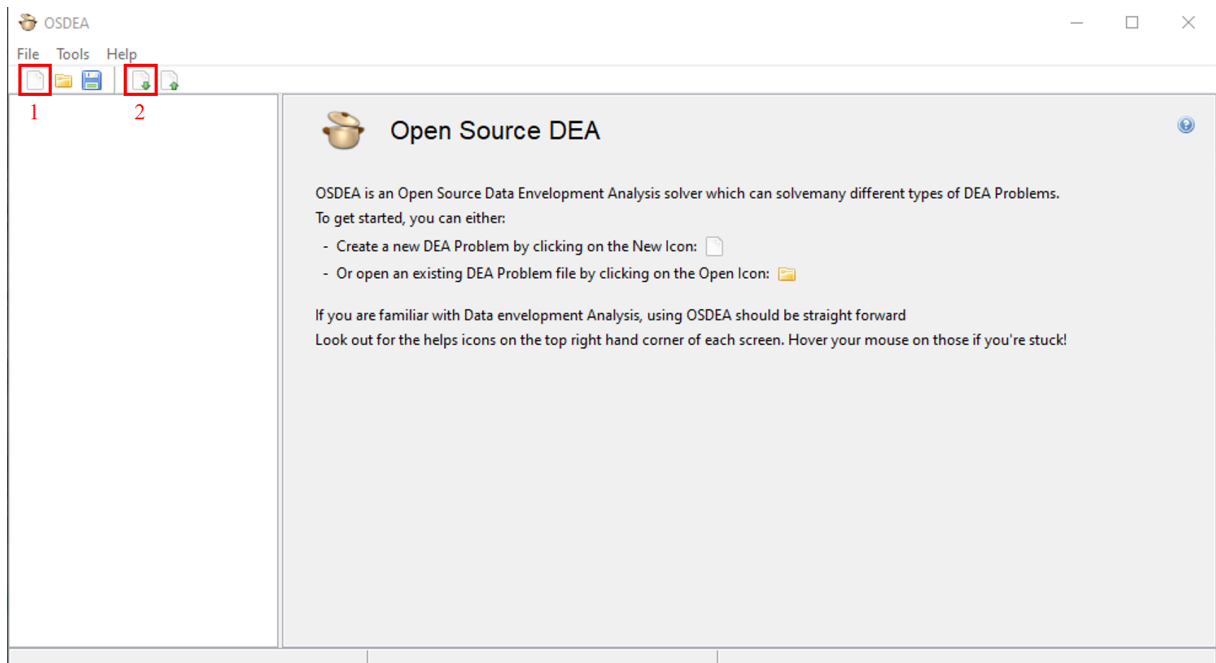 OSDEA
File Tools Help
1 2
Open Source DEA
OSDEA is an Open Source Data Envelopment Analysis solver which can solvemany different types of DEA Problems.
To get started, you can either:
- Create a new DEA Problem by clicking on the New Icon:
- Or open an existing DEA Problem file by clicking on the Open Icon:
If you are familiar with Data envelopment Analysis, using OSDEA should be straight forward
Look out for the helps icons on the top right hand corner of each screen. Hover your mouse on those if you're stuck!